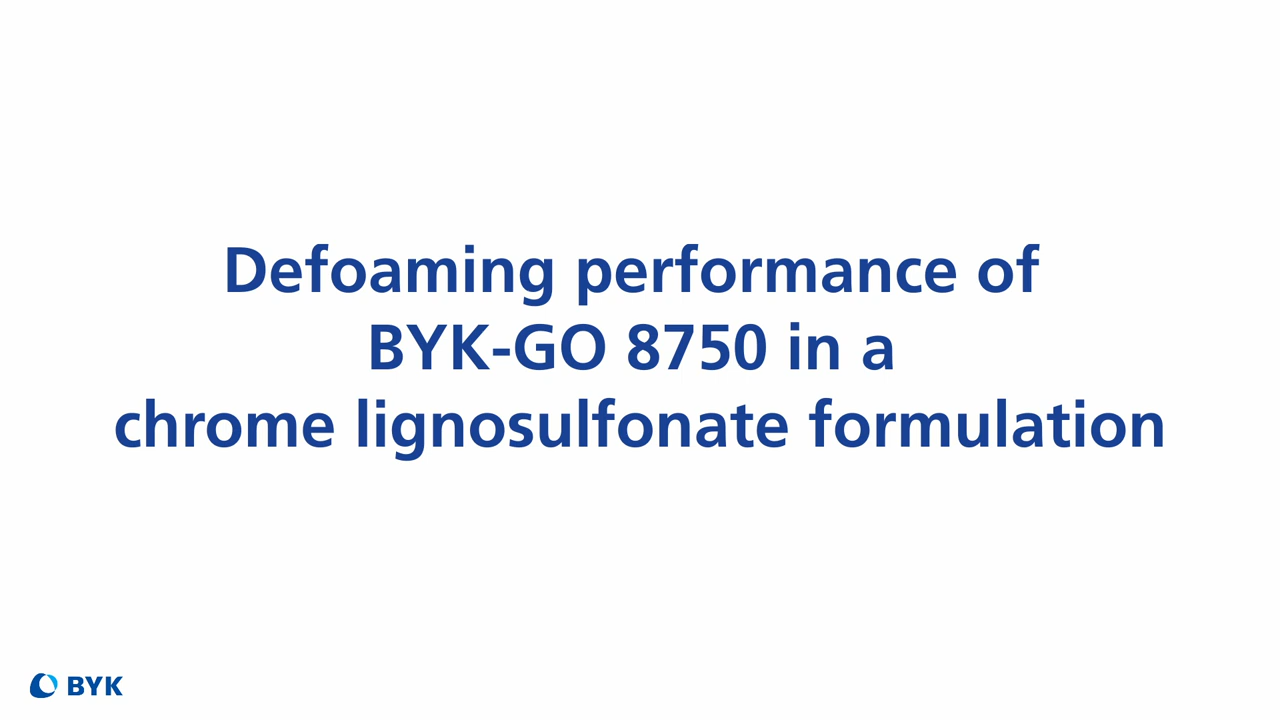 Defoaming performance of
BYK-GO 8750 in a
chrome lignosulfonate formulation
BYK